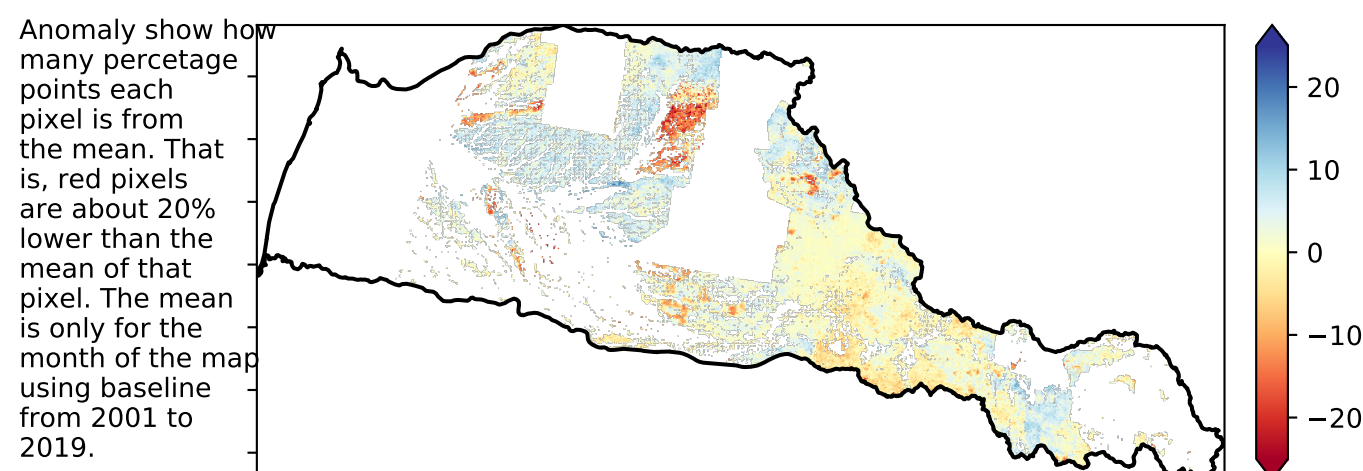 Anomaly show how
many percetage
points each
pixel is from
the mean. That
is, red pixels
are about 20%
lower than the
mean of that
pixel. The mean
is only for the
month of the map
using baseline
from 2001 to
2019.
20
10
0
−10
−20